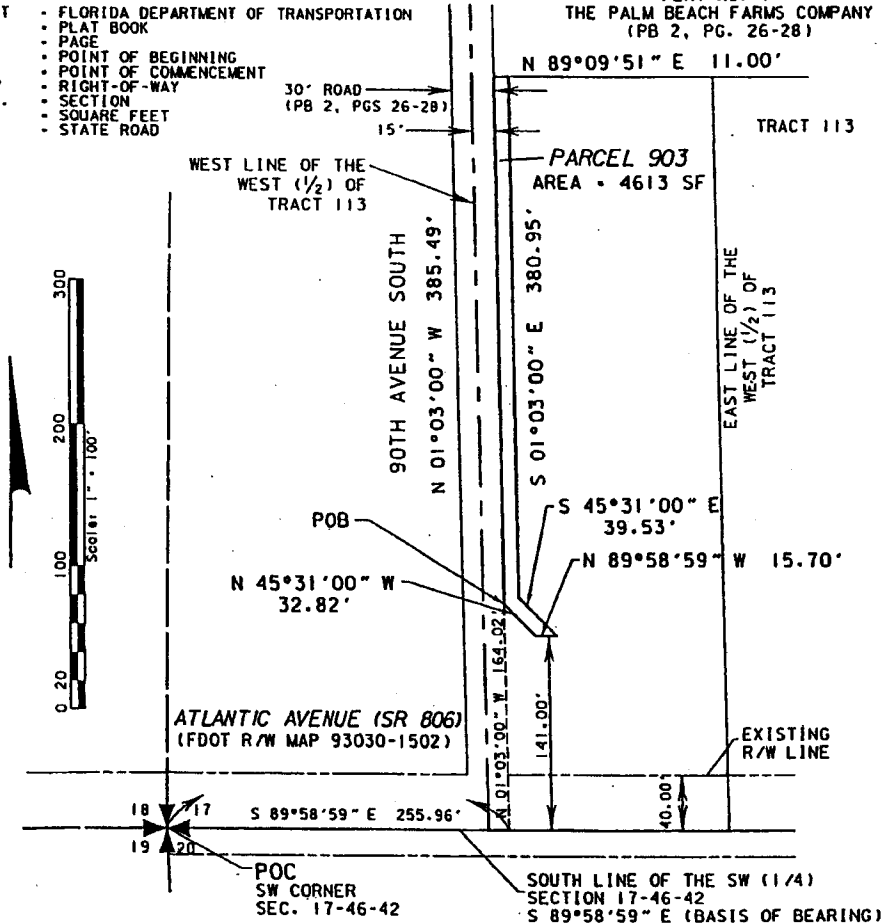 T - FLORIDA DEPARTMENT OF TRANSPORTATION
- PLAT BOOK
- PAGE
- POINT OF BEGINNING
- POINT OF COMMENCEMENT
- RIGHT-OF-WAY
- SECTION
- SQUARE FEET
- STATE ROAD
THE PALM BEACH FARMS COMPANY
(PB 2, PG. 26-28)
N 89°09'51" E 11.00'
30' ROAD
(PB 2, PGS 26-28)
15'
TRACT 113
WEST LINE OF THE
WEST (1/2) OF
TRACT 113
PARCEL 903
AREA = 4613 SF
90TH AVENUE SOUTH
N 01°03'00" W 385.49'
S 01°03'00" E 380.95'
EAST LINE OF THE
WEST (1/2) OF
TRACT 113
300
200
100
20
0
Scale: 1" = 100'
POB
S 45°31'00" E
39.53'
N 89°58'59" W 15.70'
N 45°31'00" W
32.82'
N 01°03'00" W 164.02'
141.00'
ATLANTIC AVENUE (SR 806)
(FDOT R/W MAP 93030-1502)
EXISTING
R/W LINE
40.00'
18 17
S 89°58'59" E 255.96'
19 20
POC
SW CORNER
SEC. 17-46-42
SOUTH LINE OF THE SW (1/4)
SECTION 17-46-42
S 89°58'59" E (BASIS OF BEARING)